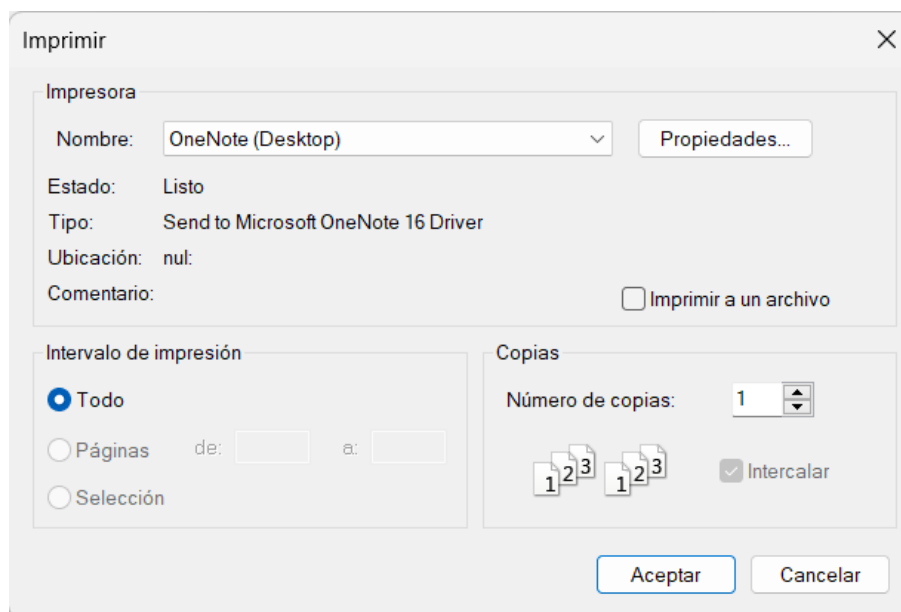 Imprimir
Impresora
Nombre: OneNote (Desktop) Propiedades...
Estado: Listo
Tipo: Send to Microsoft OneNote 16 Driver
Ubicación: nul:
Comentario:
Imprimir a un archivo
Intervalo de impresión
Todo
Páginas de: a:
Selección
Copias
Número de copias: 1
1 2 3 1 2 3
Intercalar
Aceptar Cancelar